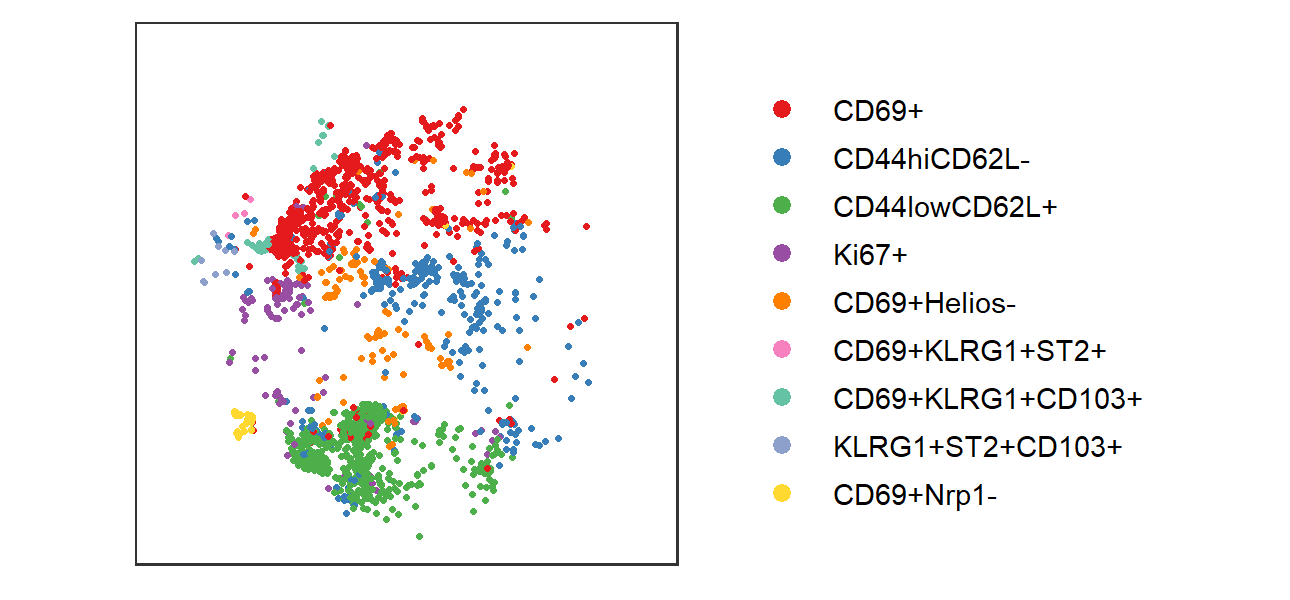 CD69+
CD44hiCD62L-
CD44lowCD62L+
Ki67+
CD69+Helios-
CD69+KLRG1+ST2+
CD69+KLRG1+CD103+
KLRG1+ST2+CD103+
CD69+Nrp1-